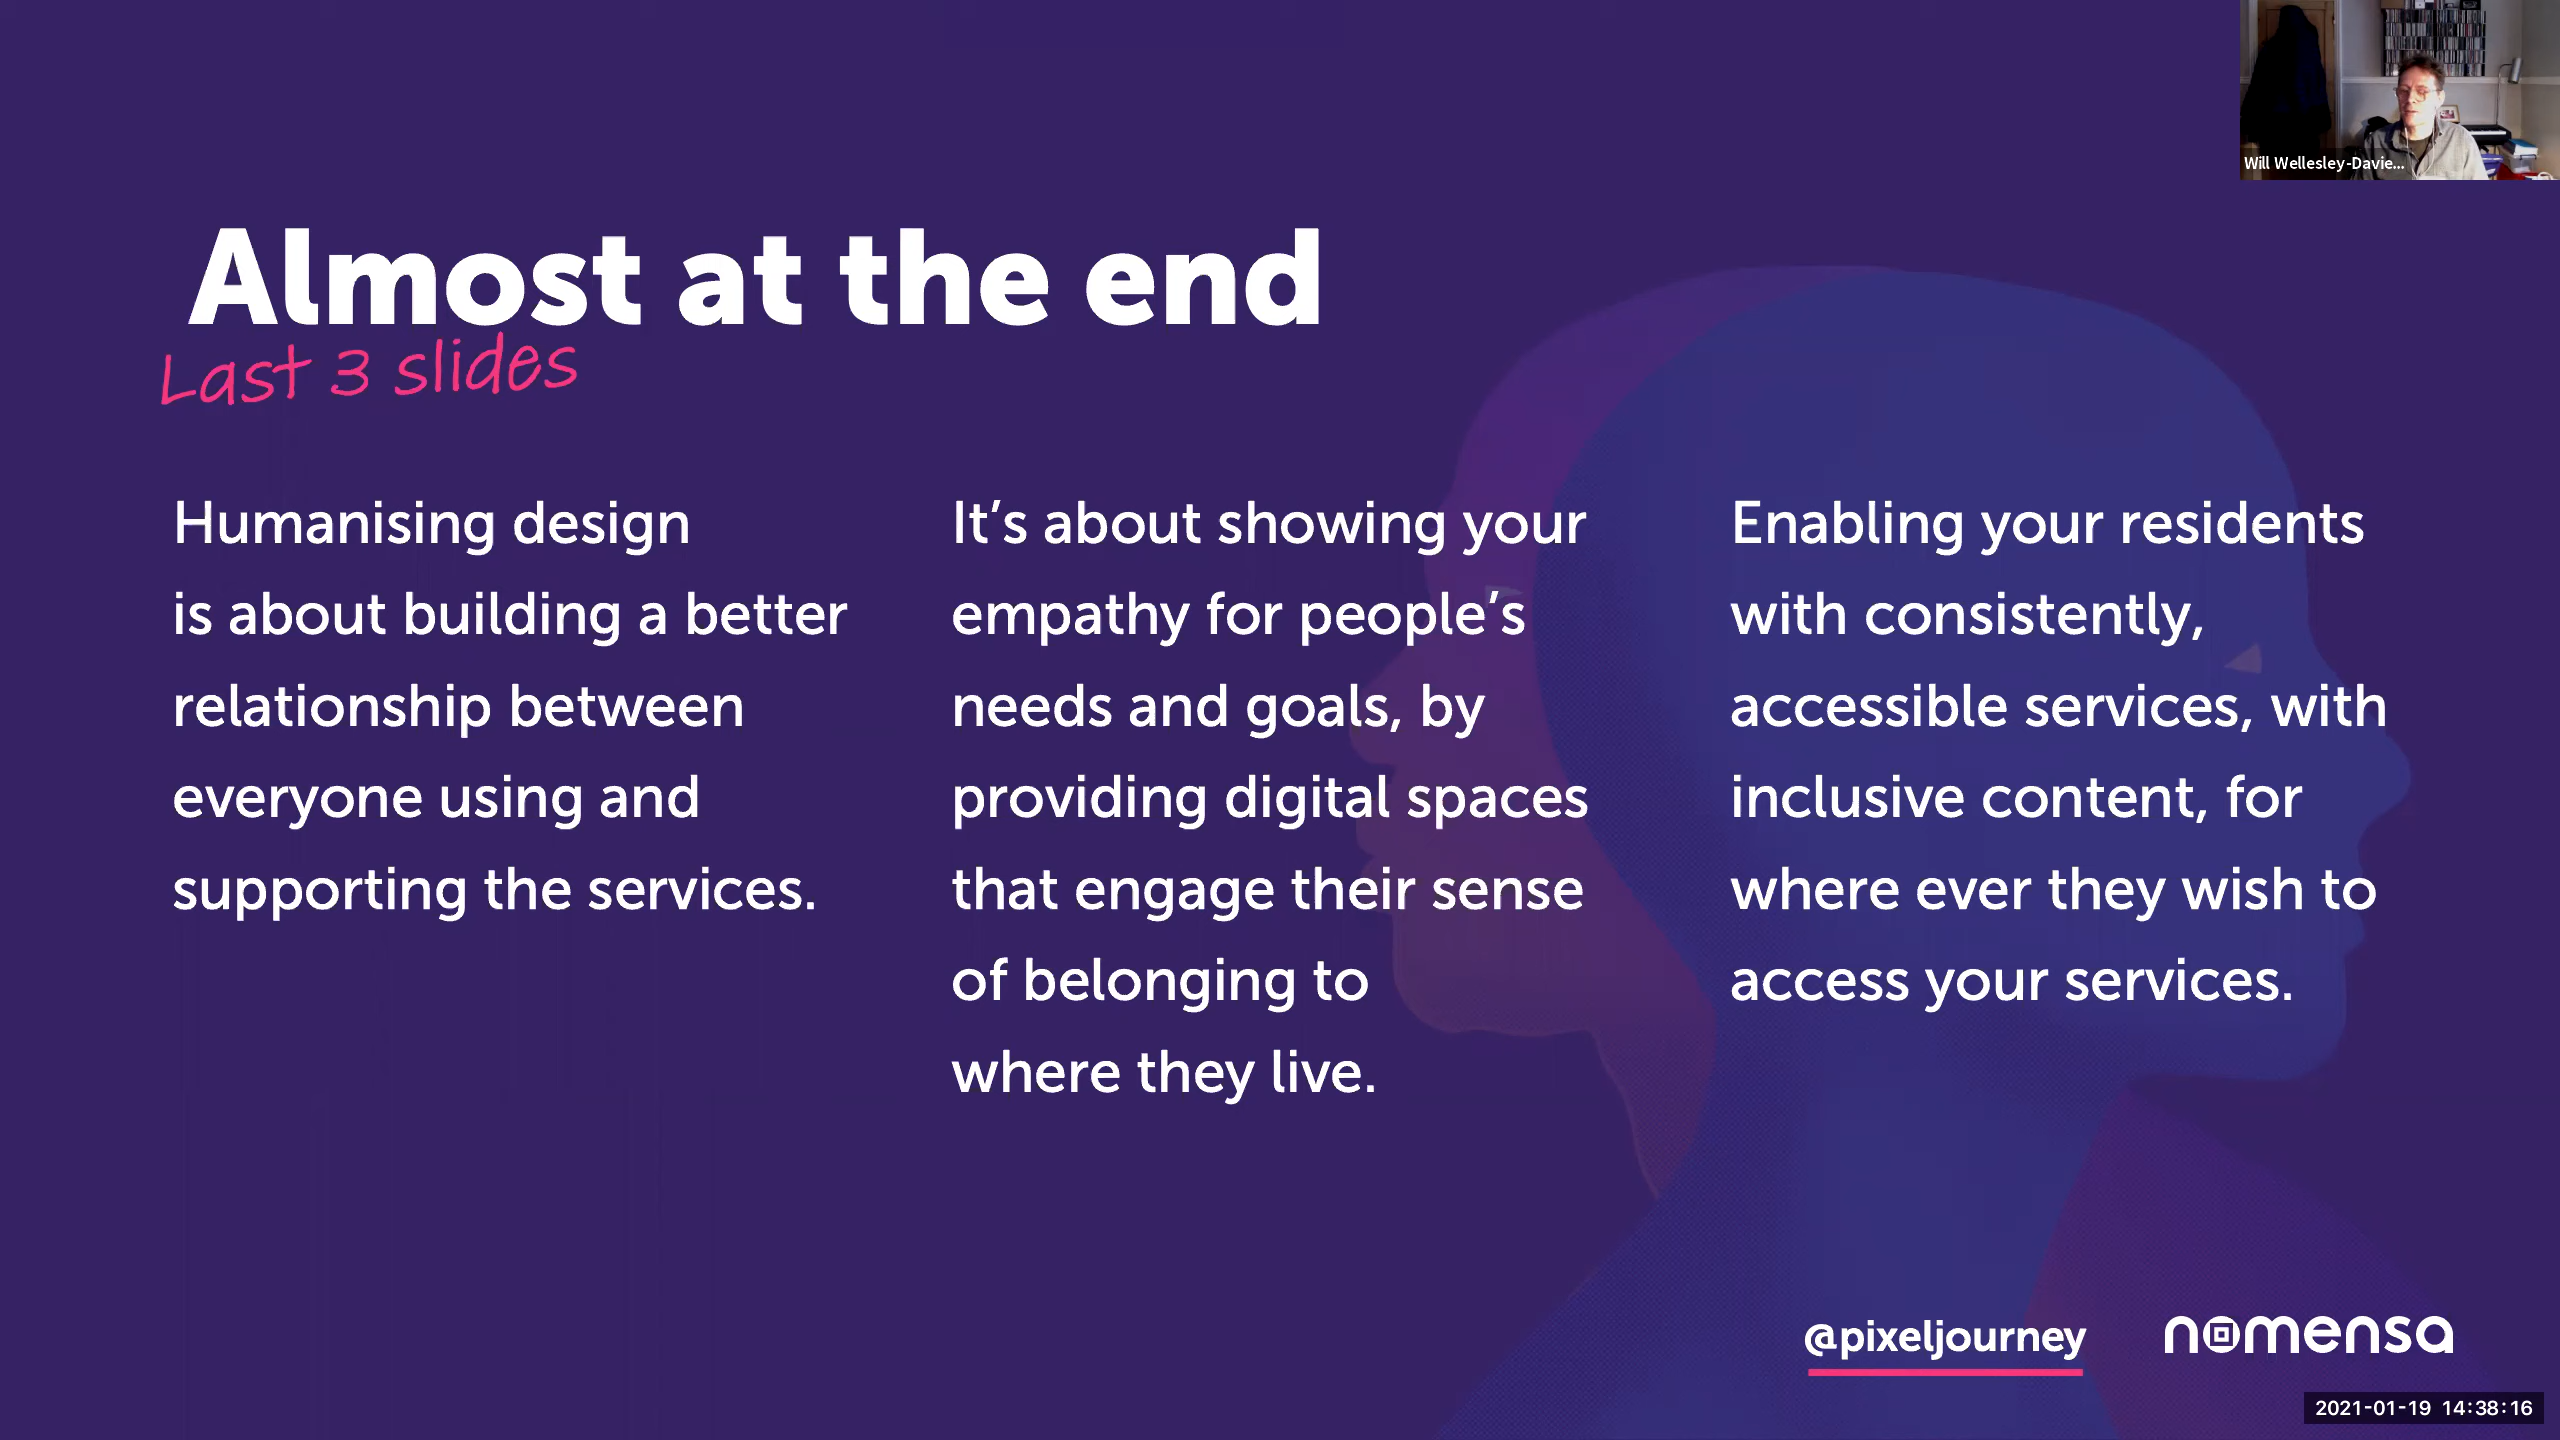 Will Wellesley-Davie...
Almost at the end
Last 3 slides
Humanising design
is about building a better
relationship between
everyone using and
supporting the services.
It’s about showing your
empathy for people’s
needs and goals, by
providing digital spaces
that engage their sense
of belonging to
where they live.
Enabling your residents
with consistently,
accessible services, with
inclusive content, for
where ever they wish to
access your services.
@pixeljourney
nomensa
2021-01-19 14:38:16